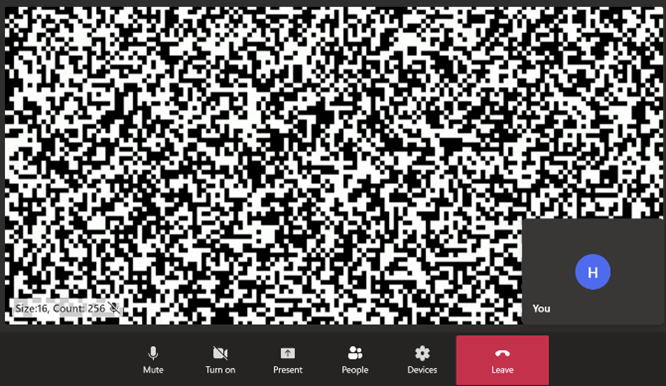 Size:16, Count: 256
H
You
Mute
Turn on
Present
People
Devices
Leave